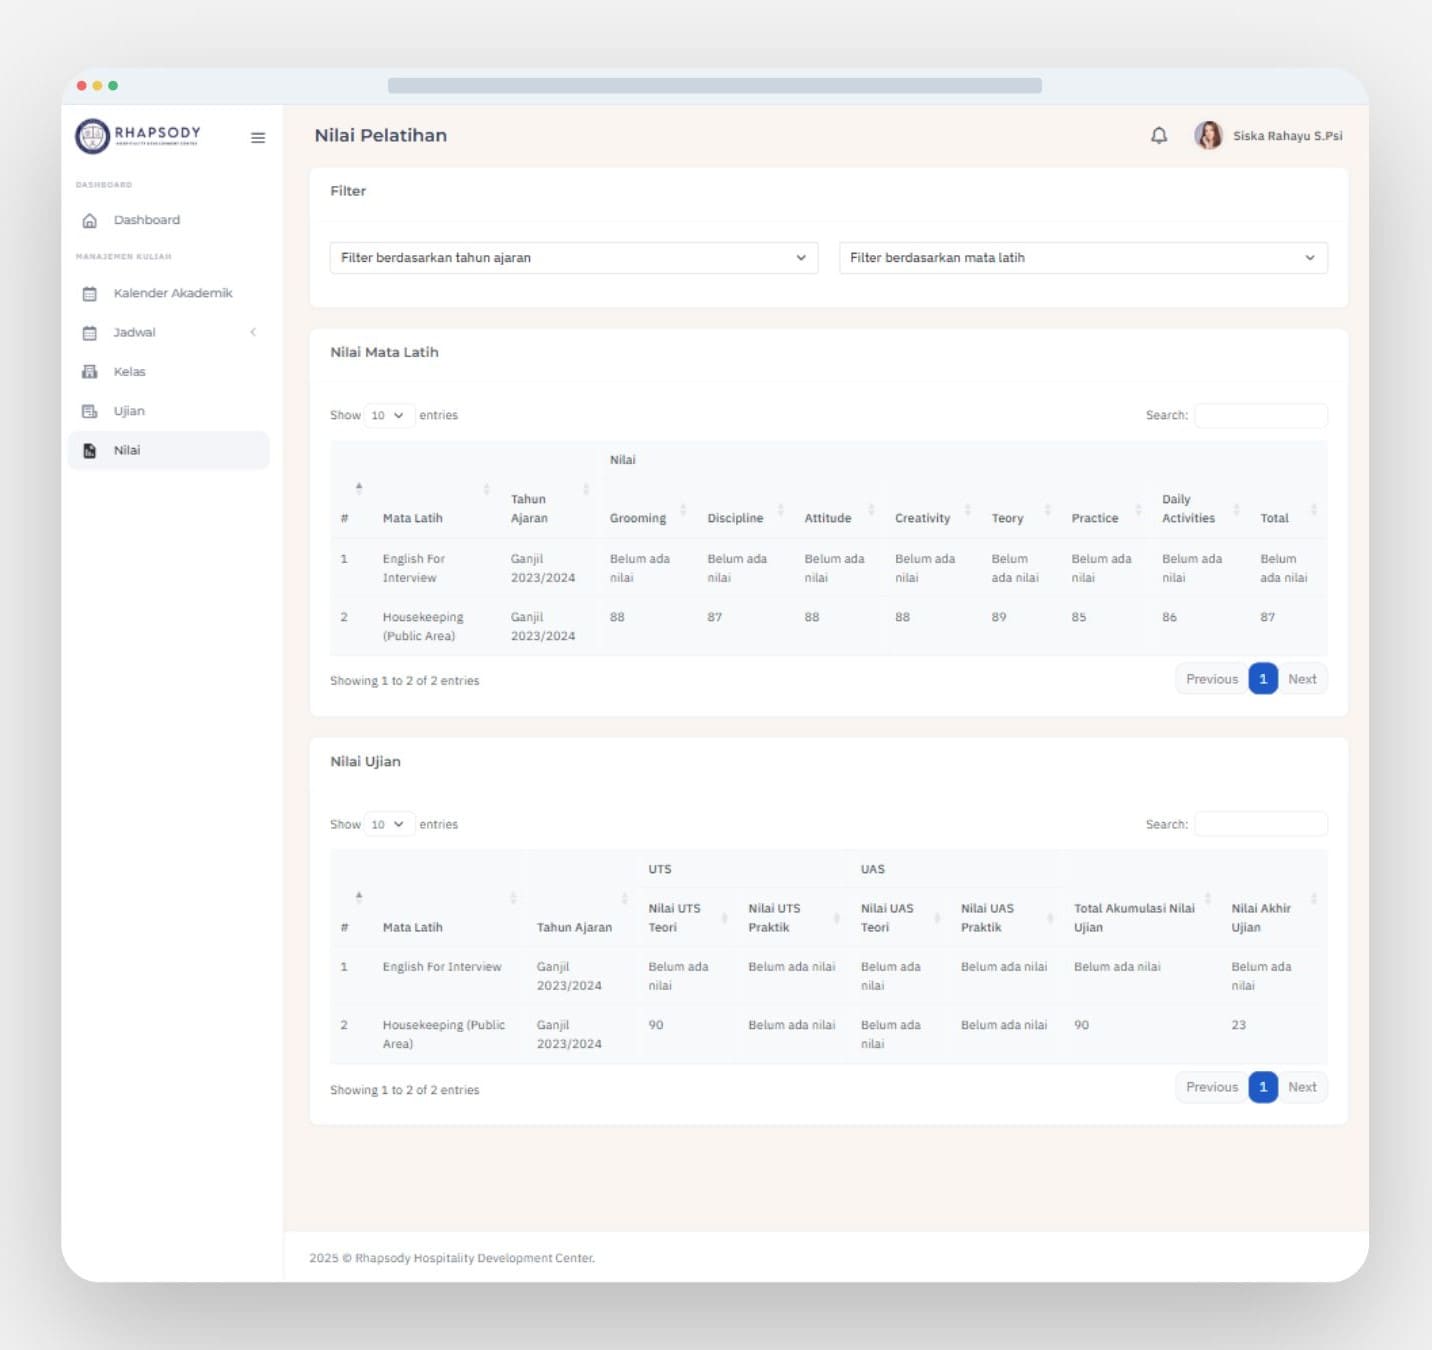 RHAPSODY
HOSPITALITY DEVELOPMENT CENTER
Nilai Pelatihan
Siska Rahayu S.Psi
DASHBOARD
Dashboard
MANAJEMEN KULIAH
Kalender Akademik
Jadwal
Kelas
Ujian
Nilai
Filter
Filter berdasarkan tahun ajaran
Filter berdasarkan mata latih
Nilai Mata Latih
Show 10 entries
Search:
Nilai
# Mata Latih Tahun Ajaran Grooming Discipline Attitude Creativity Teory Practice Daily Activities Total
1 English For Interview Ganjil 2023/2024 Belum ada nilai Belum ada nilai Belum ada nilai Belum ada nilai Belum ada nilai Belum ada nilai Belum ada nilai Belum ada nilai
2 Housekeeping (Public Area) Ganjil 2023/2024 88 87 88 88 89 85 86 87
Showing 1 to 2 of 2 entries
Previous 1 Next
Nilai Ujian
Show 10 entries
Search:
UTS UAS
# Mata Latih Tahun Ajaran Nilai UTS Teori Nilai UTS Praktik Nilai UAS Teori Nilai UAS Praktik Total Akumulasi Nilai Ujian Nilai Akhir Ujian
1 English For Interview Ganjil 2023/2024 Belum ada nilai Belum ada nilai Belum ada nilai Belum ada nilai Belum ada nilai Belum ada nilai
2 Housekeeping (Public Area) Ganjil 2023/2024 90 Belum ada nilai Belum ada nilai Belum ada nilai 90 23
Showing 1 to 2 of 2 entries
Previous 1 Next
2025 © Rhapsody Hospitality Development Center.